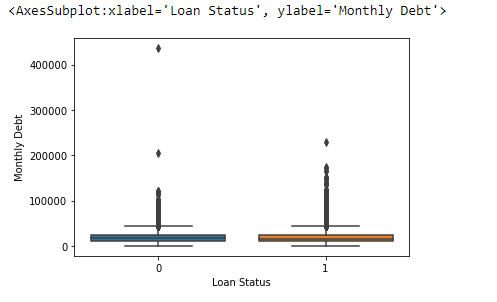 <AxesSubplot:xlabel='Loan Status', ylabel='Monthly Debt'>
400000
300000
200000
100000
0
Monthly Debt
0 1
Loan Status